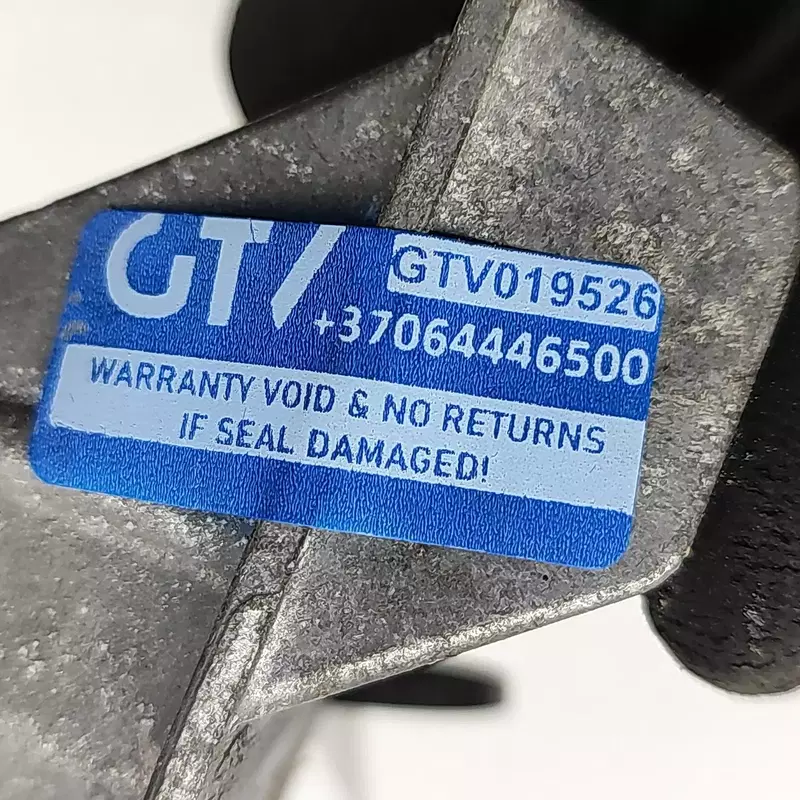 GTV
GTV019526
+37064446500
WARRANTY VOID & NO RETURNS
IF SEAL DAMAGED!